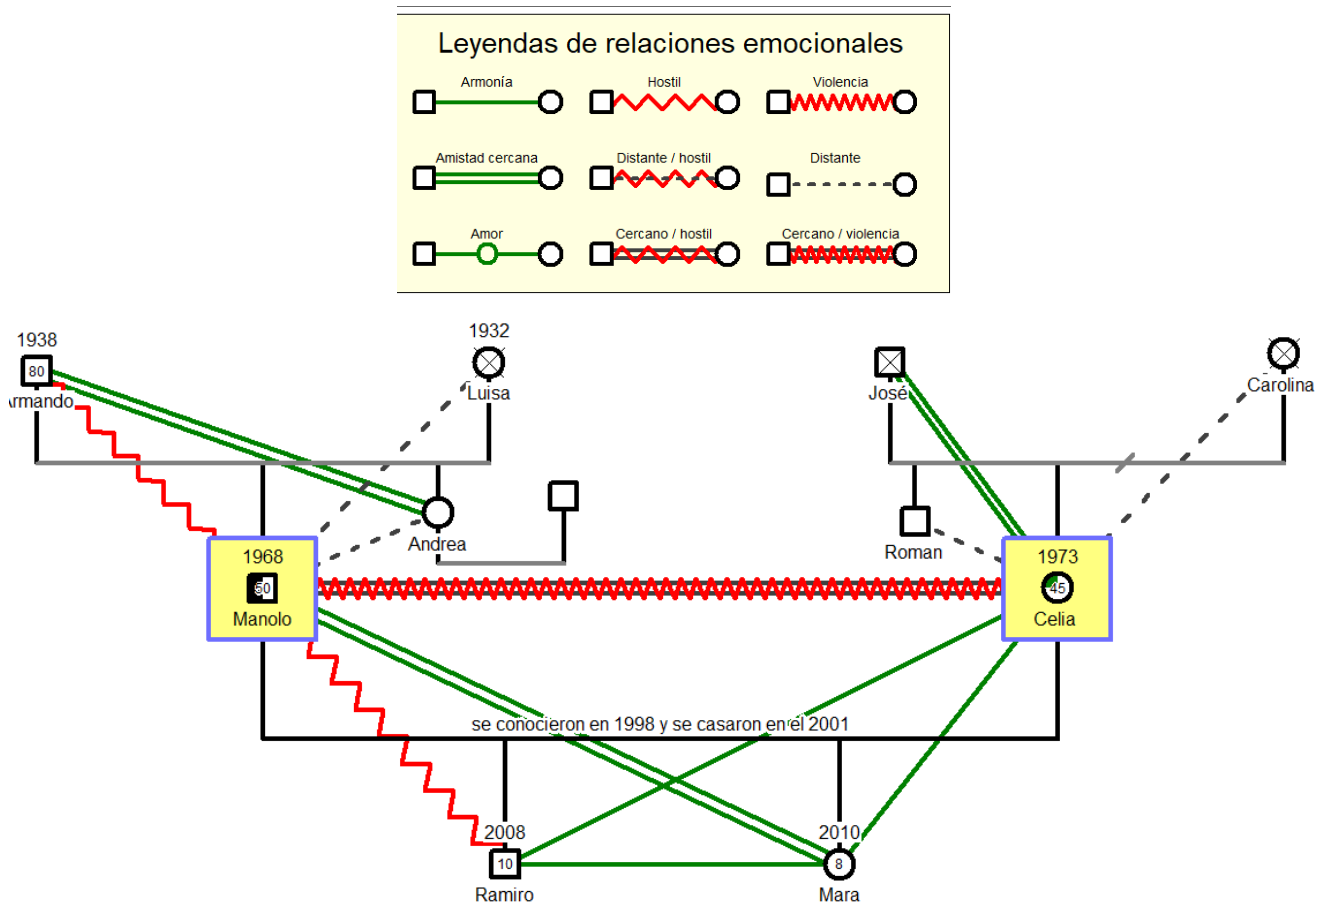 Leyendas de relaciones emocionales
Armonía
Hostil
Violencia
Amistad cercana
Distante / hostil
Distante
Amor
Cercano / hostil
Cercano / violencia
1938
1932
80
Armando
Luisa
José
Carolina
Andrea
Roman
1968
1973
50
45
Manolo
Celia
se conocieron en 1998 y se casaron en el 2001
2008
2010
10
8
Ramiro
Mara